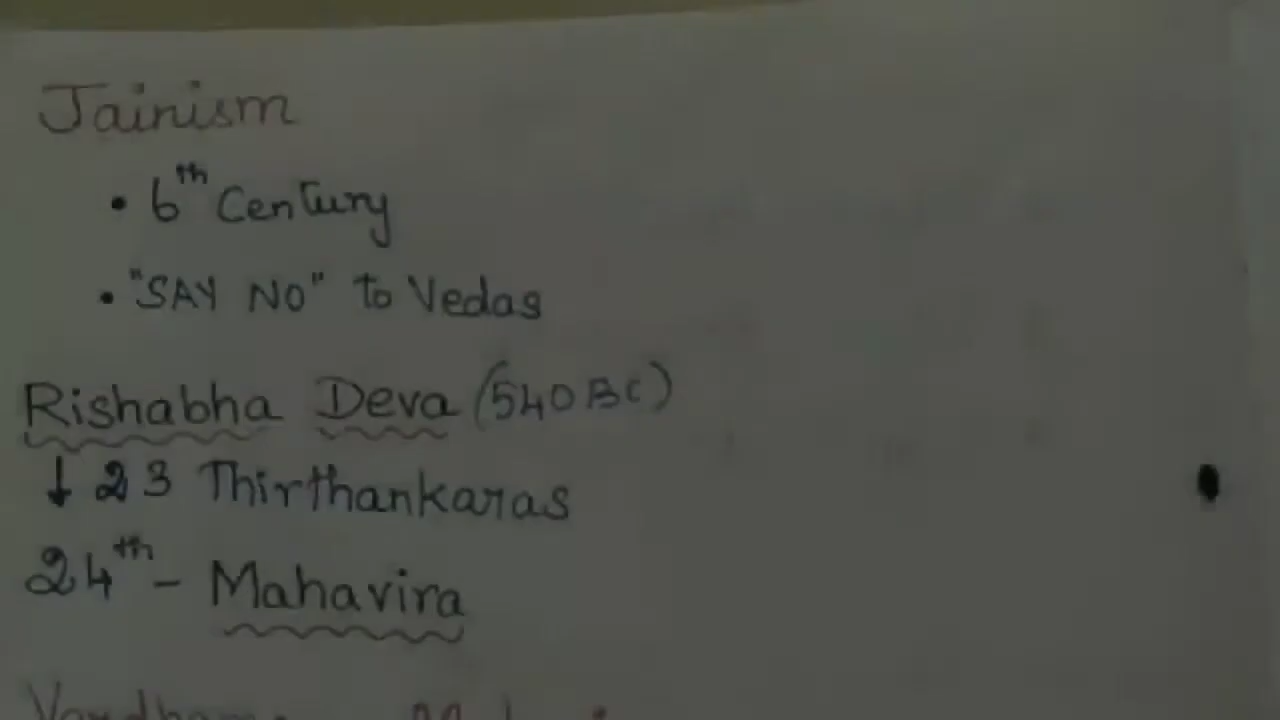 Jainism
• 6th Century
• "SAY NO" to Vedas
Rishabha Deva (540 BC)
↓ 23 Thirthankaras
24th - Mahavira